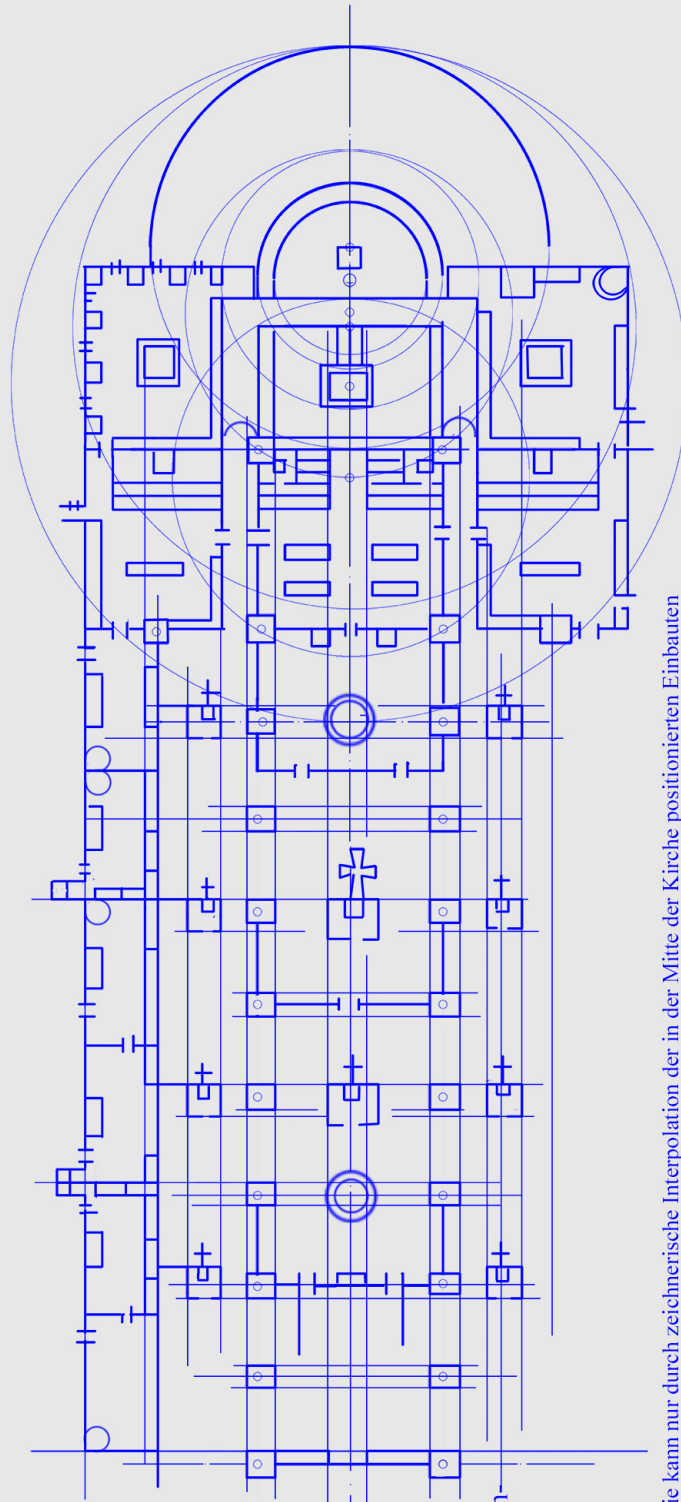 ie kann nur durch zeichnerische Interpolation der in der Mitte der Kirche positionierten Einbauten
n-